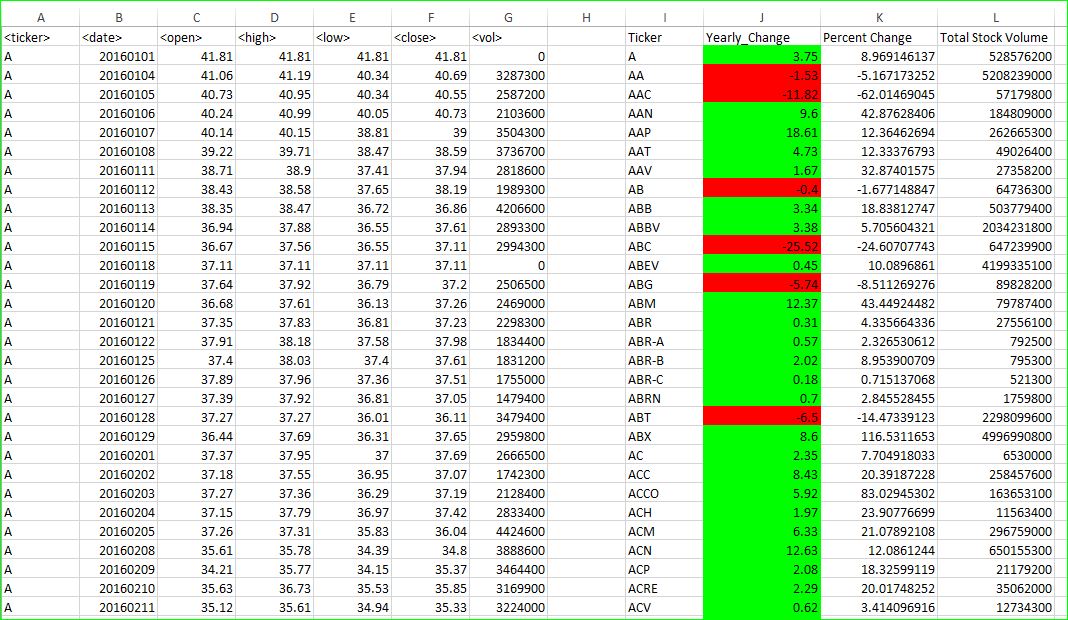 A B C D E F G H I J K L
<ticker> <date> <open> <high> <low> <close> <vol> Ticker Yearly_Change Percent Change Total Stock Volume
A 20160101 41.81 41.81 41.81 41.81 0 A 3.75 8.969146137 528576200
A 20160104 41.06 41.19 40.34 40.69 3287300 AA -1.53 -5.167173252 5208239000
A 20160105 40.73 40.95 40.34 40.55 2587200 AAC -11.82 -62.01469045 57179800
A 20160106 40.24 40.99 40.05 40.73 2103600 AAN 9.6 42.87628406 184809000
A 20160107 40.14 40.15 38.81 39 3504300 AAP 18.61 12.36462694 262665300
A 20160108 39.22 39.71 38.47 38.59 3736700 AAT 4.73 12.33376793 49026400
A 20160111 38.71 38.9 37.41 37.94 2818600 AAV 1.67 32.87401575 27358200
A 20160112 38.43 38.58 37.65 38.19 1989300 AB -0.4 -1.677148847 64736300
A 20160113 38.35 38.47 36.72 36.86 4206600 ABB 3.34 18.83812747 503779400
A 20160114 36.94 37.88 36.55 37.61 2893300 ABBV 3.38 5.705604321 2034231800
A 20160115 36.67 37.56 36.55 37.11 2994300 ABC -25.52 -24.60707743 647239900
A 20160118 37.11 37.11 37.11 37.11 0 ABEV 0.45 10.0896861 4199335100
A 20160119 37.64 37.92 36.79 37.2 2506500 ABG -5.74 -8.511269276 89828200
A 20160120 36.68 37.61 36.13 37.26 2469000 ABM 12.37 43.44924482 79787400
A 20160121 37.35 37.83 36.81 37.23 2298300 ABR 0.31 4.335664336 27556100
A 20160122 37.91 38.18 37.58 37.98 1834400 ABR-A 0.57 2.326530612 792500
A 20160125 37.4 38.03 37.4 37.61 1831200 ABR-B 2.02 8.953900709 795300
A 20160126 37.89 37.96 37.36 37.51 1755000 ABR-C 0.18 0.715137068 521300
A 20160127 37.39 37.92 36.81 37.05 1479400 ABRN 0.7 2.845528455 1759800
A 20160128 37.27 37.27 36.01 36.11 3479400 ABT -6.5 -14.47339123 2298099600
A 20160129 36.44 37.69 36.31 37.65 2959800 ABX 8.6 116.5311653 4996990800
A 20160201 37.37 37.95 37 37.69 2666500 AC 2.35 7.704918033 6530000
A 20160202 37.18 37.55 36.95 37.07 1742300 ACC 8.43 20.39187228 258457600
A 20160203 37.27 37.36 36.29 37.19 2128400 ACCO 5.92 83.02945302 163653100
A 20160204 37.15 37.79 36.97 37.42 2833400 ACH 1.97 23.90776699 11563400
A 20160205 37.26 37.31 35.83 36.04 4424600 ACM 6.33 21.07892108 296759000
A 20160208 35.61 35.78 34.39 34.8 3888600 ACN 12.63 12.0861244 650155300
A 20160209 34.21 35.77 34.15 35.37 3464400 ACP 2.08 18.32599119 21179200
A 20160210 35.63 36.73 35.53 35.85 3169900 ACRE 2.29 20.01748252 35062000
A 20160211 35.12 35.61 34.94 35.33 3224000 ACV 0.62 3.414096916 12734300